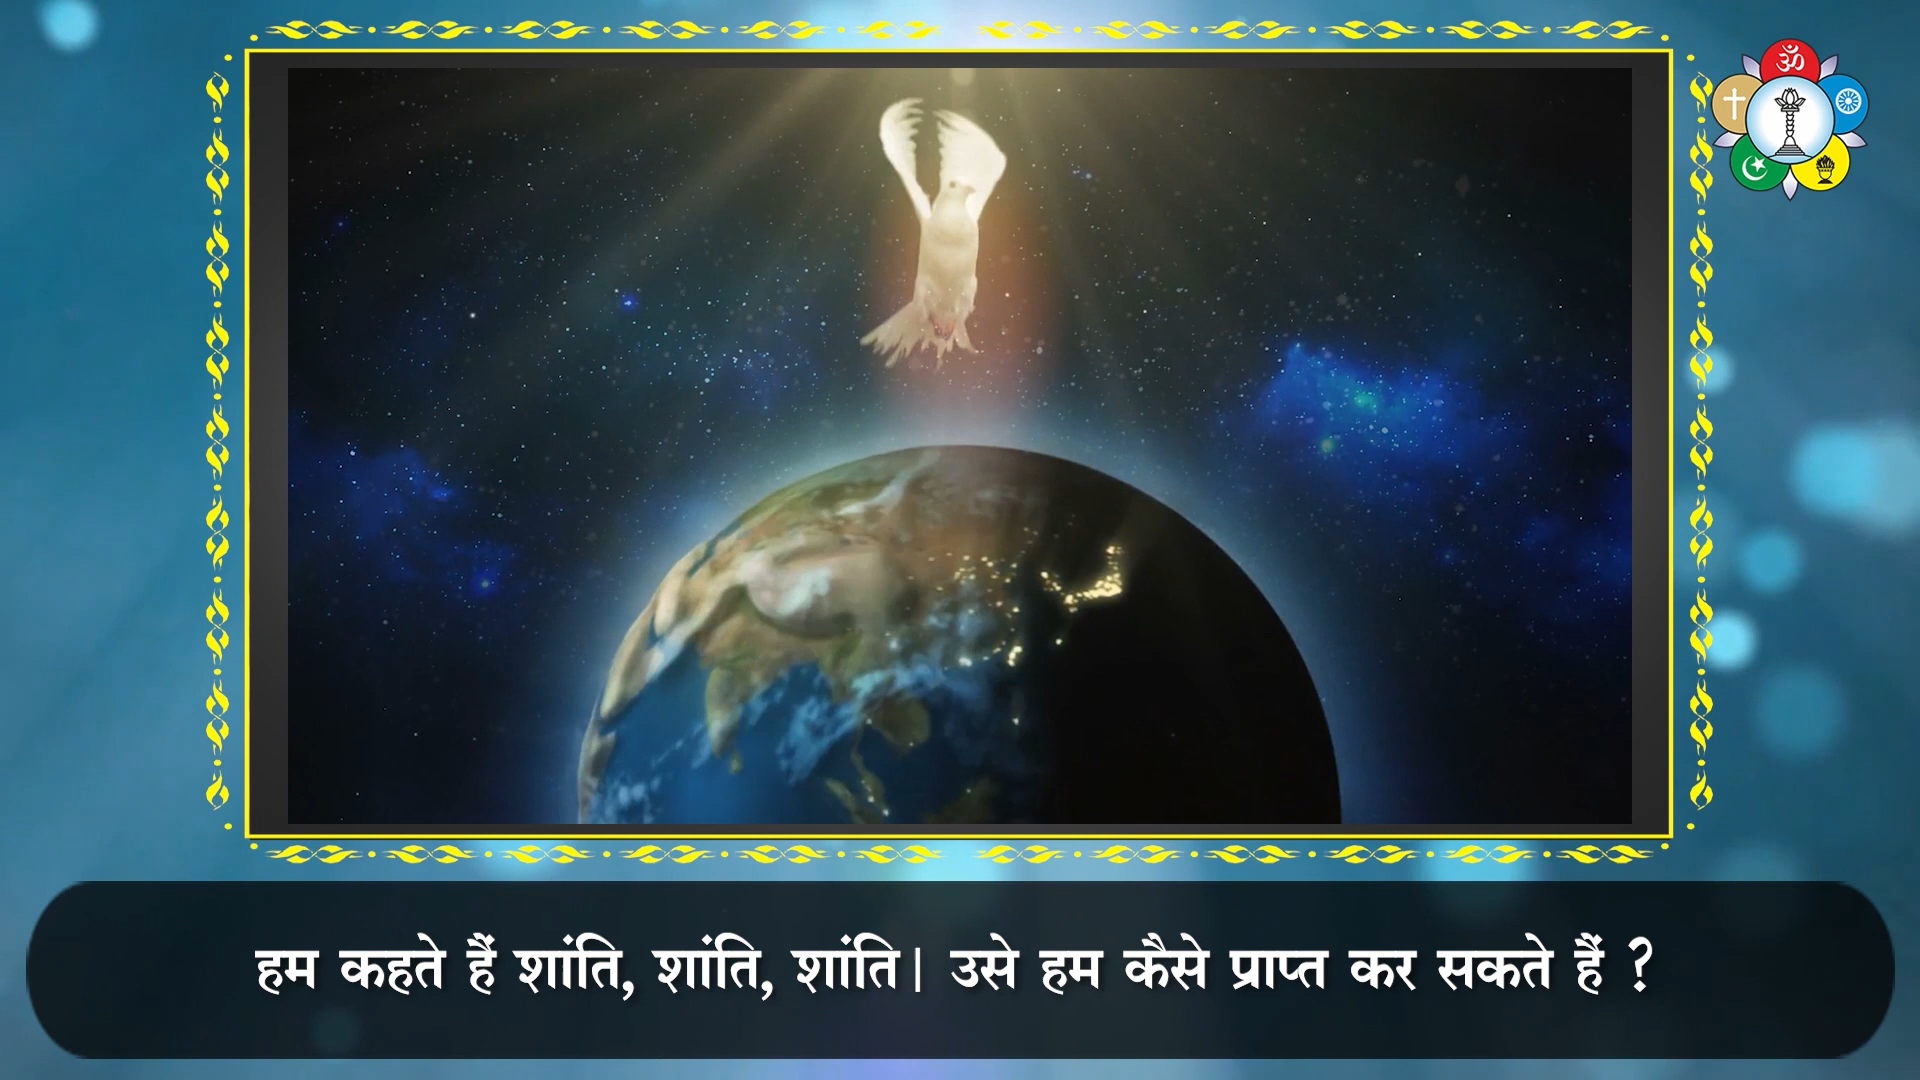 ॐ
हम कहते हैं शांति, शांति, शांति। उसे हम कैसे प्राप्त कर सकते हैं ?